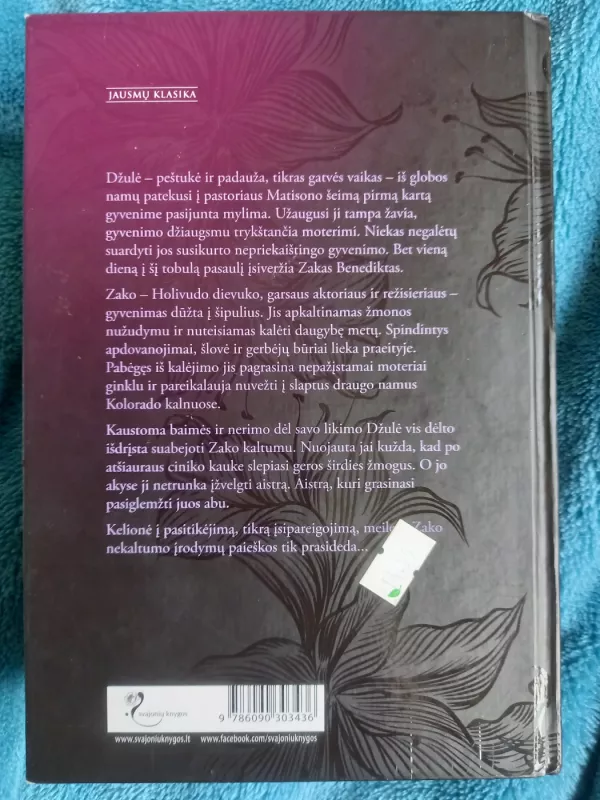 JAUSMŲ KLASIKA
Džulė – peštukė ir padauža, tikras gatvės vaikas – iš globos
namų patekusi į pastoriaus Matisono šeimą pirmą kartą
gyvenime pasijunta mylima. Užaugusi ji tampa žavia,
gyvenimo džiaugsmu trykštančia moterimi. Niekas negalėtų
suardyti jos susikurto nepriekaištingo gyvenimo. Bet vieną
dieną į šį tobulą pasaulį įsiveržia Zakas Benediktas.
Zako – Holivudo dievuko, garsaus aktoriaus ir režisieriaus –
gyvenimas dūžta į šipulius. Jis apkaltinamas žmonos
nužudymu ir nuteisiamas kalėti daugybę metų. Spindintys
apdovanojimai, šlovė ir gerbėjų būriai lieka praeityje.
Pabėgęs iš kalėjimo jis pagrasina nepažįstamai moteriai
ginklu ir pareikalauja nuvežti į slaptus draugo namus
Kolorado kalnuose.
Kaustoma baimės ir nerimo dėl savo likimo Džulė vis dėlto
išdrįsta suabejoti Zako kaltumu. Nuojauta jai kužda, kad po
atšiauraus ciniko kauke slepiasi geros širdies žmogus. O jo
akyse ji netrunka įžvelgti aistrą. Aistrą, kuri grasinasi
pasiglemžti juos abu.
Kelionė į pasitikėjimą, tikrą įsipareigojimą, meilę Zako
nekaltumo įrodymų paieškos tik prasideda...
svajonių knygos
www.svajoniuknygos.lt
www.facebook.com/svajoniuknygos
9 786090 303436